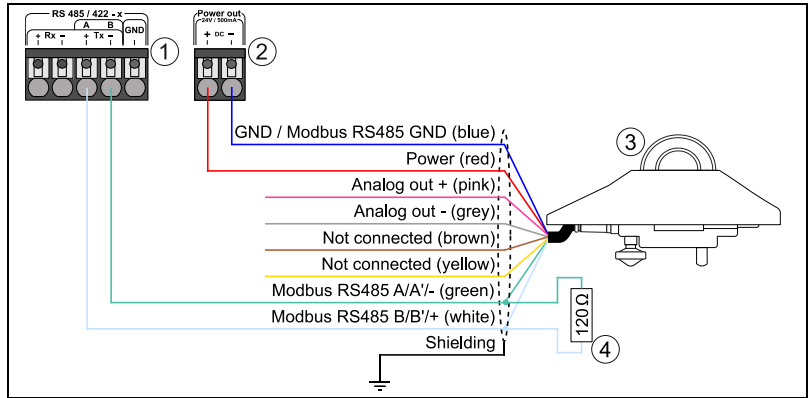 RS 485 / 422 - x
A B
+ Rx - + Tx - GND
1
Power out
24V / 500mA
+ DC -
2
GND / Modbus RS485 GND (blue)
Power (red)
Analog out + (pink)
Analog out - (grey)
Not connected (brown)
Not connected (yellow)
Modbus RS485 A/A'/- (green)
Modbus RS485 B/B'/+ (white)
Shielding
3
120 Ω
4